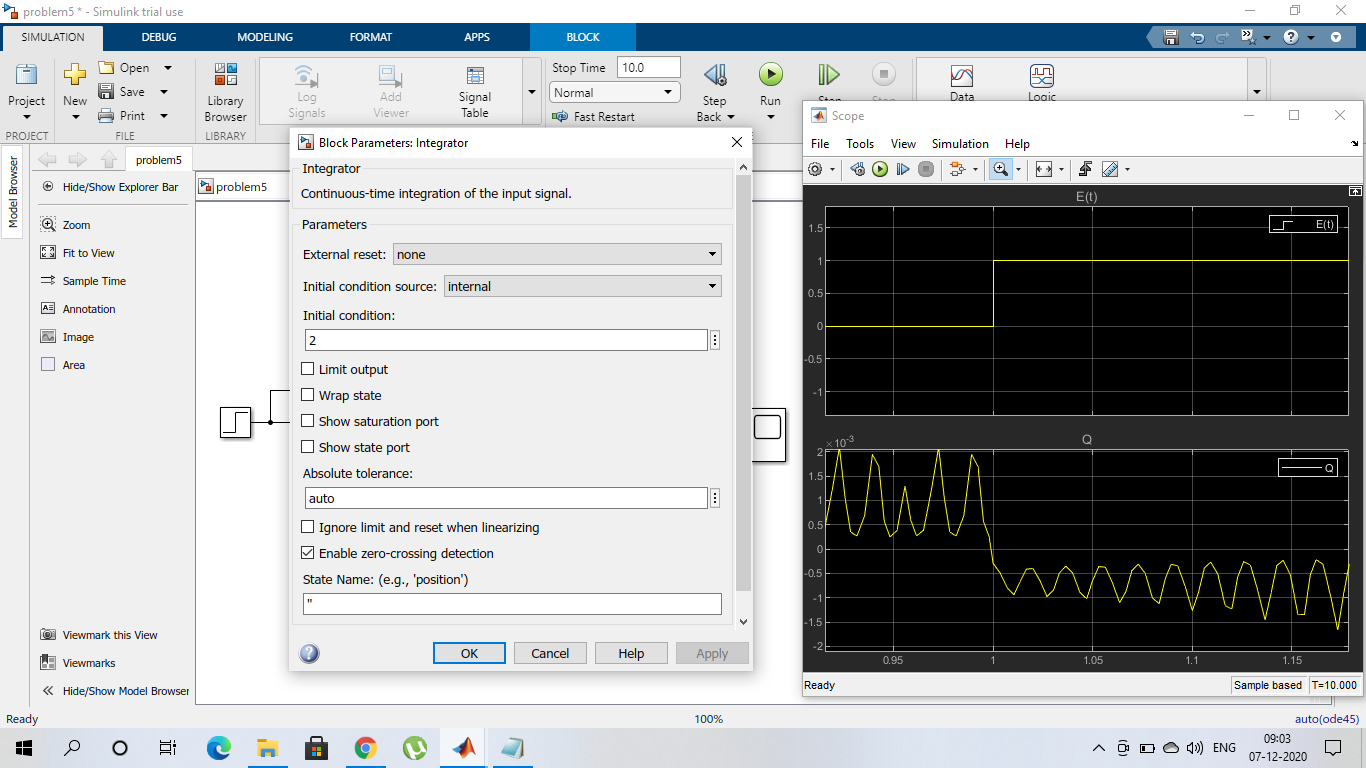 problem5 * - Simulink trial use
SIMULATION DEBUG MODELING FORMAT APPS BLOCK
Project
New
Open
Save
Print
Library
Browser
Log
Signals
Add
Viewer
Signal
Table
Stop Time 10.0
Normal
Fast Restart
Step
Back
Run
Step
Stop
Data
Logic
PROJECT FILE LIBRARY
Model Browser
problem5
Hide/Show Explorer Bar
problem5
Zoom
Fit to View
Sample Time
Annotation
Image
Area
Viewmark this View
Viewmarks
Hide/Show Model Browser
Block Parameters: Integrator
Integrator
Continuous-time integration of the input signal.
Parameters
External reset: none
Initial condition source: internal
Initial condition:
2
Limit output
Wrap state
Show saturation port
Show state port
Absolute tolerance:
auto
Ignore limit and reset when linearizing
Enable zero-crossing detection
State Name: (e.g., 'position')
''
OK Cancel Help Apply
Scope
File Tools View Simulation Help
E(t)
E(t)
1.5
1
0.5
0
-0.5
-1
Q
×10-3
Q
2
1.5
1
0.5
0
-0.5
-1
-1.5
-2
0.95 1 1.05 1.1 1.15
Ready Sample based T=10.000
Ready 100% auto(ode45)
ENG
09:03
07-12-2020